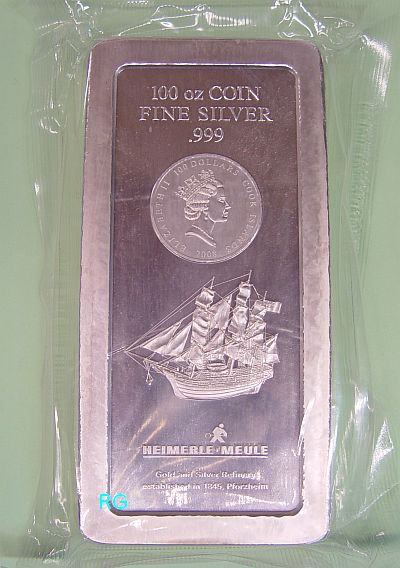 100 oz COIN
FINE SILVER
.999
ELIZABETH II 100 DOLLARS COOK ISLANDS
2008
HEIMERLE+MEULE
Gold and Silver Refinery
established in 1845, Pforzheim
RG